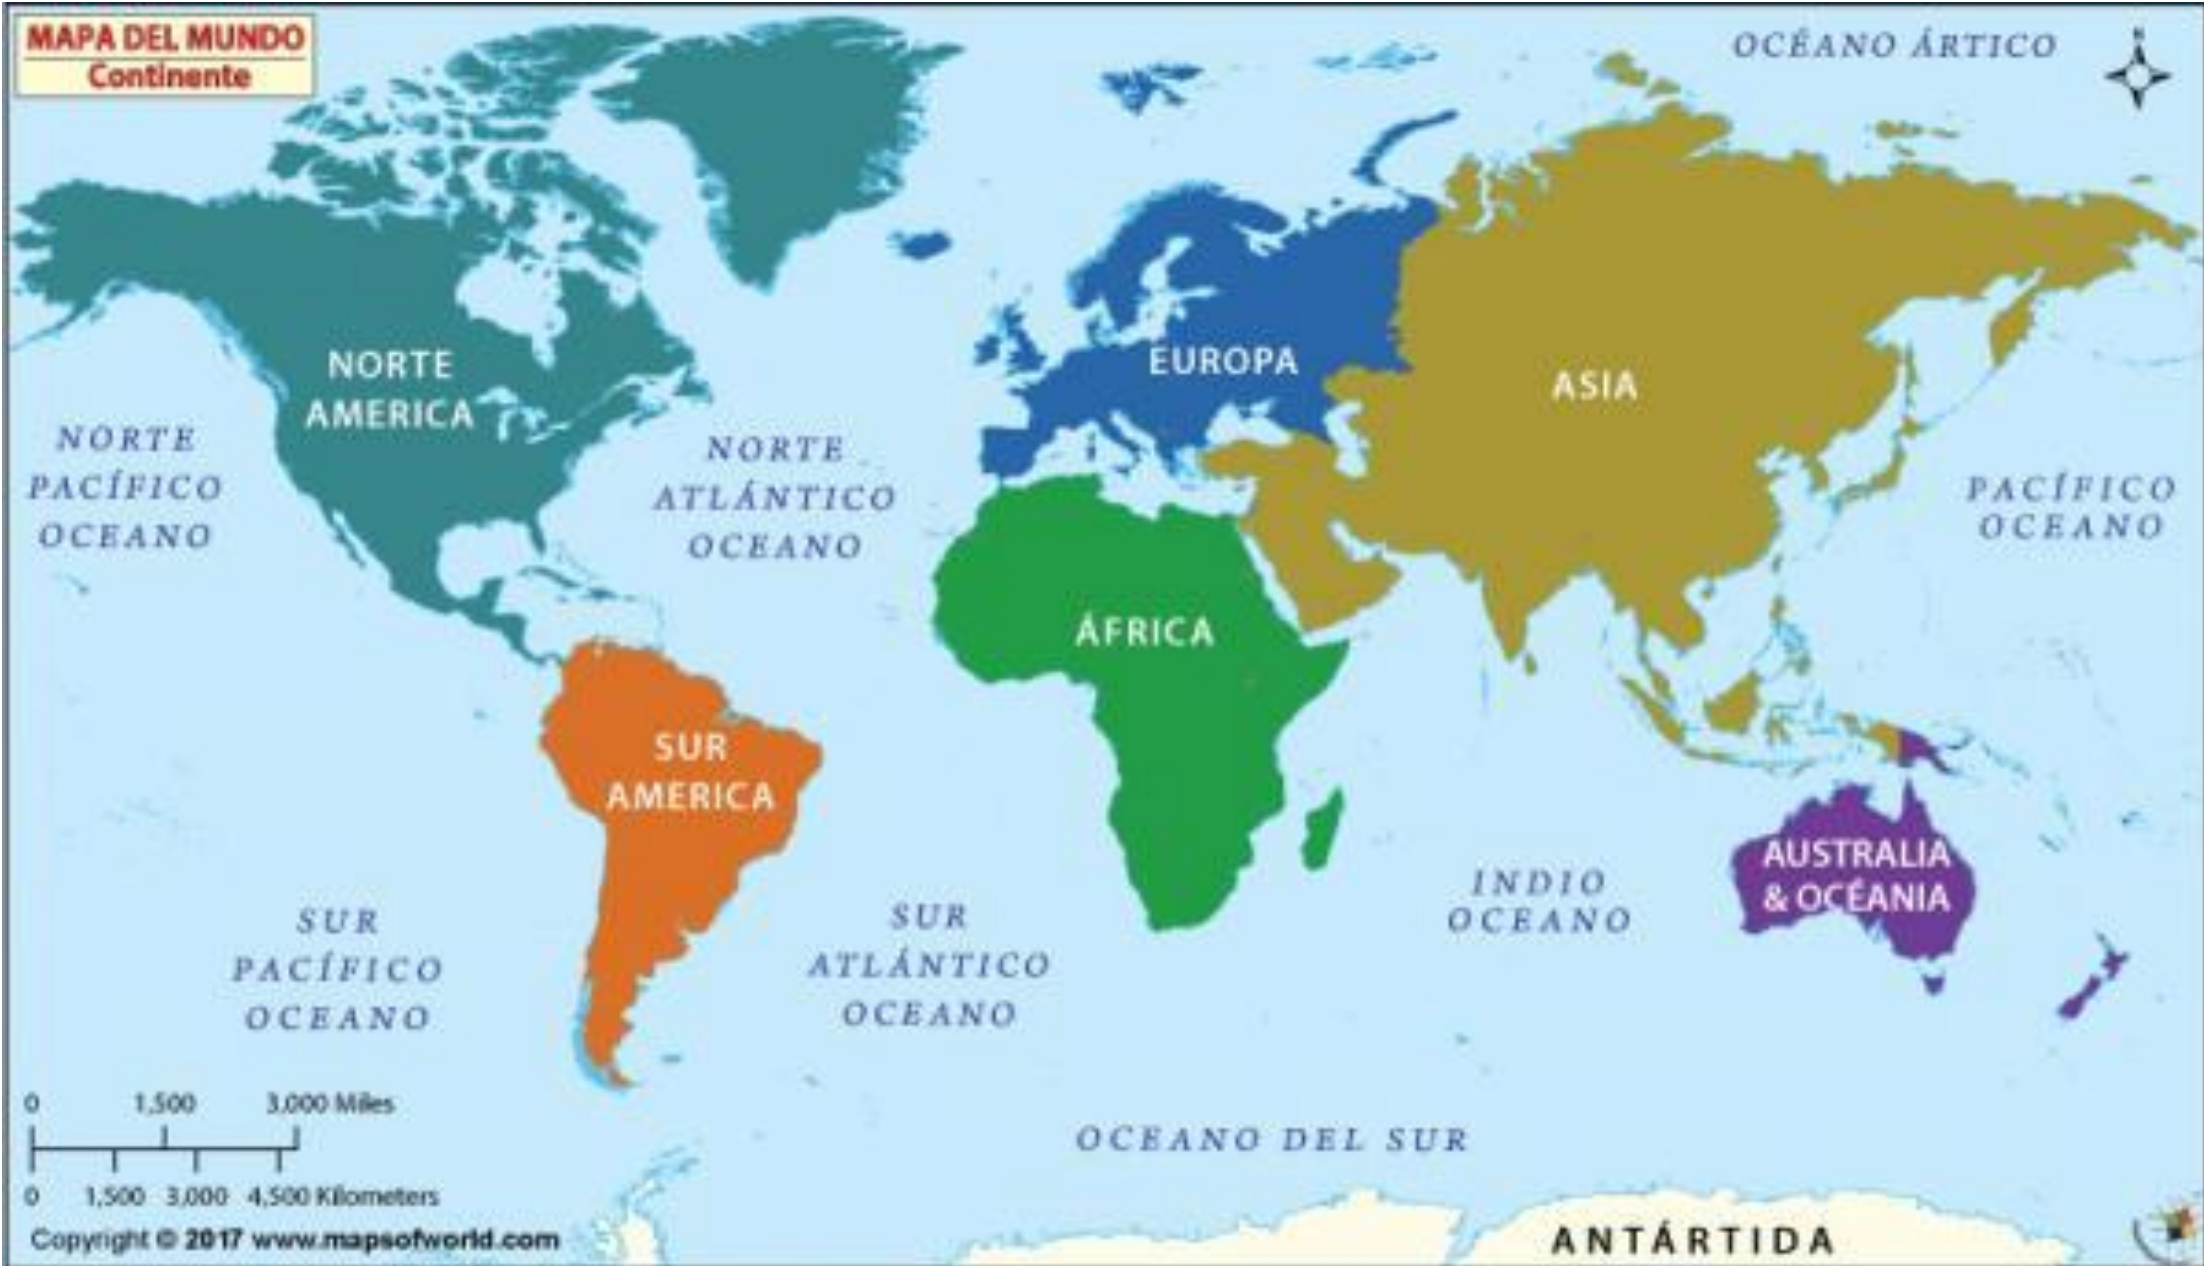 MAPA DEL MUNDO
Continente
OCÉANO ÁRTICO
N
NORTE
AMERICA
EUROPA
ASIA
NORTE
PACÍFICO
OCEANO
NORTE
ATLÁNTICO
OCEANO
PACÍFICO
OCEANO
ÁFRICA
SUR
AMERICA
AUSTRALIA
& OCÉANIA
INDIO
OCEANO
SUR
PACÍFICO
OCEANO
SUR
ATLÁNTICO
OCEANO
0 1,500 3,000 Miles
0 1,500 3,000 4,500 Kilometers
OCEANO DEL SUR
ANTÁRTIDA
Copyright © 2017 www.mapsofworld.com